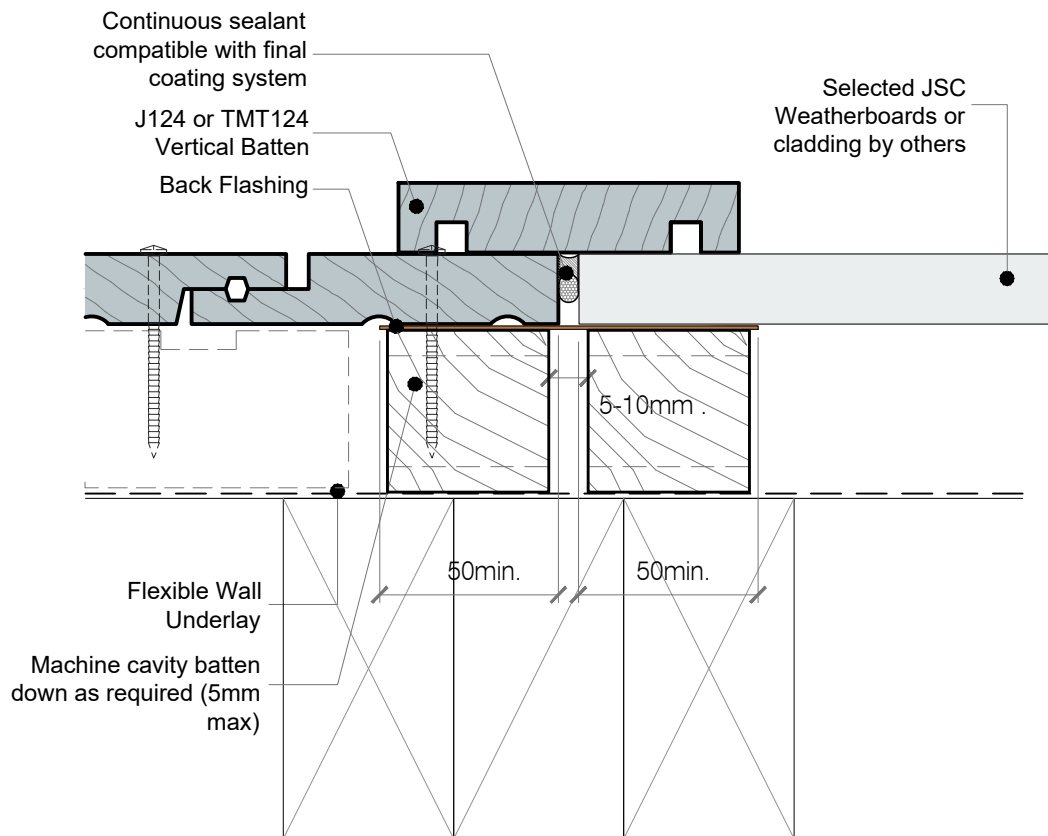 Continuous sealant
compatible with final
coating system
J124 or TMT124
Vertical Batten
Back Flashing
Selected JSC
Weatherboards or
cladding by others
5-10mm .
50min.
50min.
Flexible Wall
Underlay
Machine cavity batten
down as required (5mm
max)